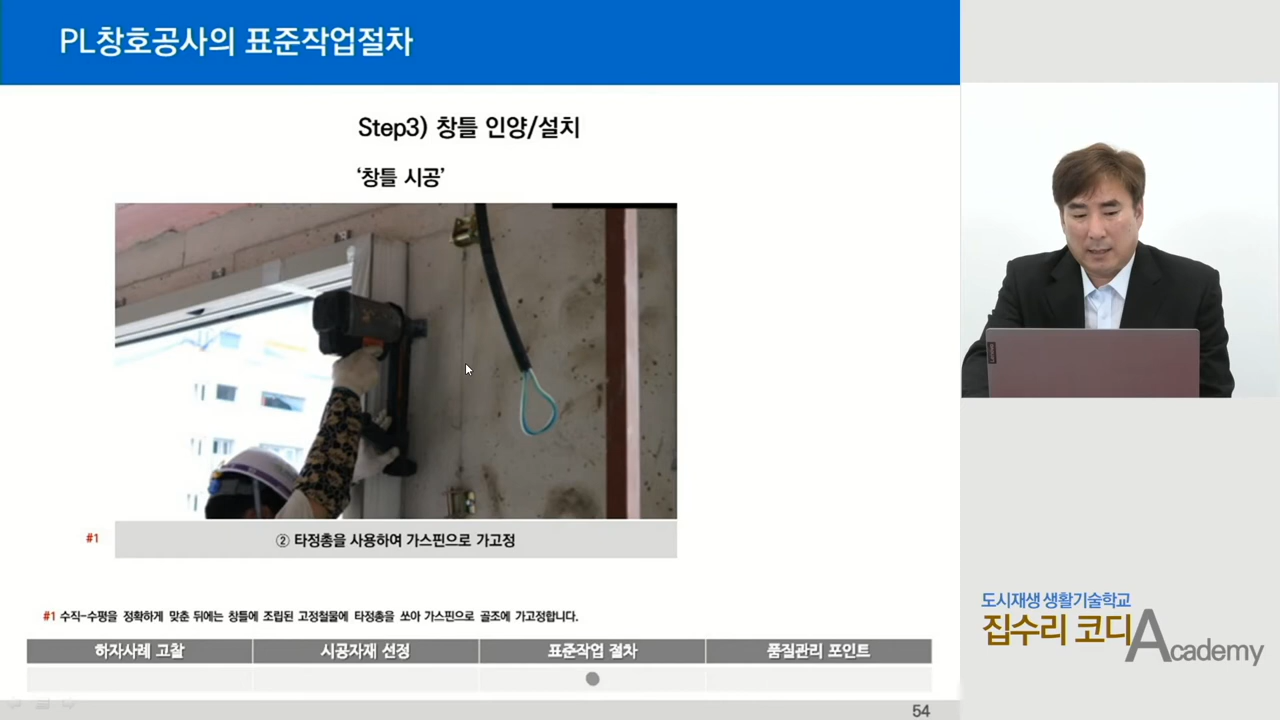 PL창호공사의 표준작업절차
Step3) 창틀 인양/설치
‘창틀 시공’
#1
② 타정총을 사용하여 가스핀으로 가고정
#1 수직-수평을 정확하게 맞춘 뒤에는 창틀에 조립된 고정철물에 타정총을 쏘아 가스핀으로 골조에 가고정합니다.
하자사례 고찰
시공자재 선정
표준작업 절차
품질관리 포인트
54
Lenovo
도시재생 생활기술학교
집수리 코디 Academy